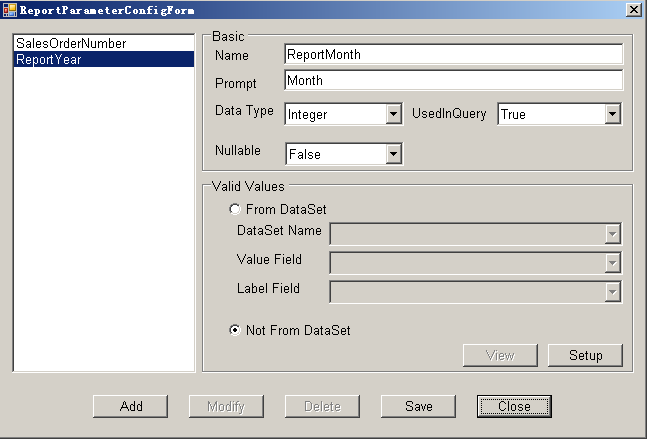 ReportParameterConfigForm
SalesOrderNumber
ReportYear
Basic
Name ReportMonth
Prompt Month
Data Type Integer UsedInQuery True
Nullable False
Valid Values
From DataSet
DataSet Name
Value Field
Label Field
Not From DataSet
View Setup
Add Modify Delete Save Close